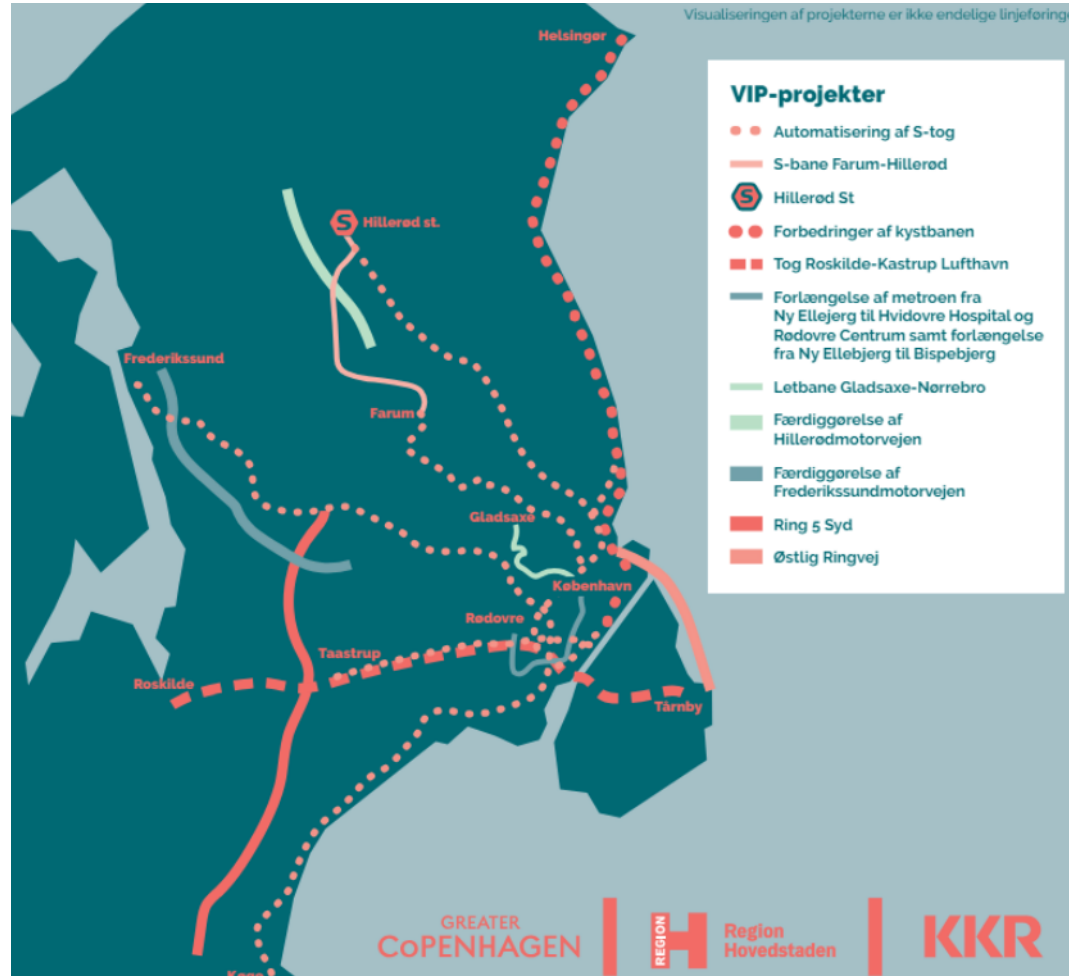 Visualiseringen af projekterne er ikke endelige linjeføringe
Helsingør
VIP-projekter
Automatisering af S-tog
S-bane Farum-Hillerød
S
Hillerød St
Forbedringer af kystbanen
Tog Roskilde-Kastrup Lufthavn
Forlængelse af metroen fra
Ny Ellejerg til Hvidovre Hospital og
Rødovre Centrum samt forlængelse
fra Ny Ellebjerg til Bispebjerg
Letbane Gladsaxe-Nørrebro
Færdiggørelse af
Hillerødmotorvejen
Færdiggørelse af
Frederikssundmotorvejen
Ring 5 Syd
Østlig Ringvej
S
Hillerød st.
Frederikssund
Farum
Gladsaxe
København
Rødovre
Taastrup
Roskilde
Tårnby
GREATER
COPENHAGEN
REGION
H
Region
Hovedstaden
KKR